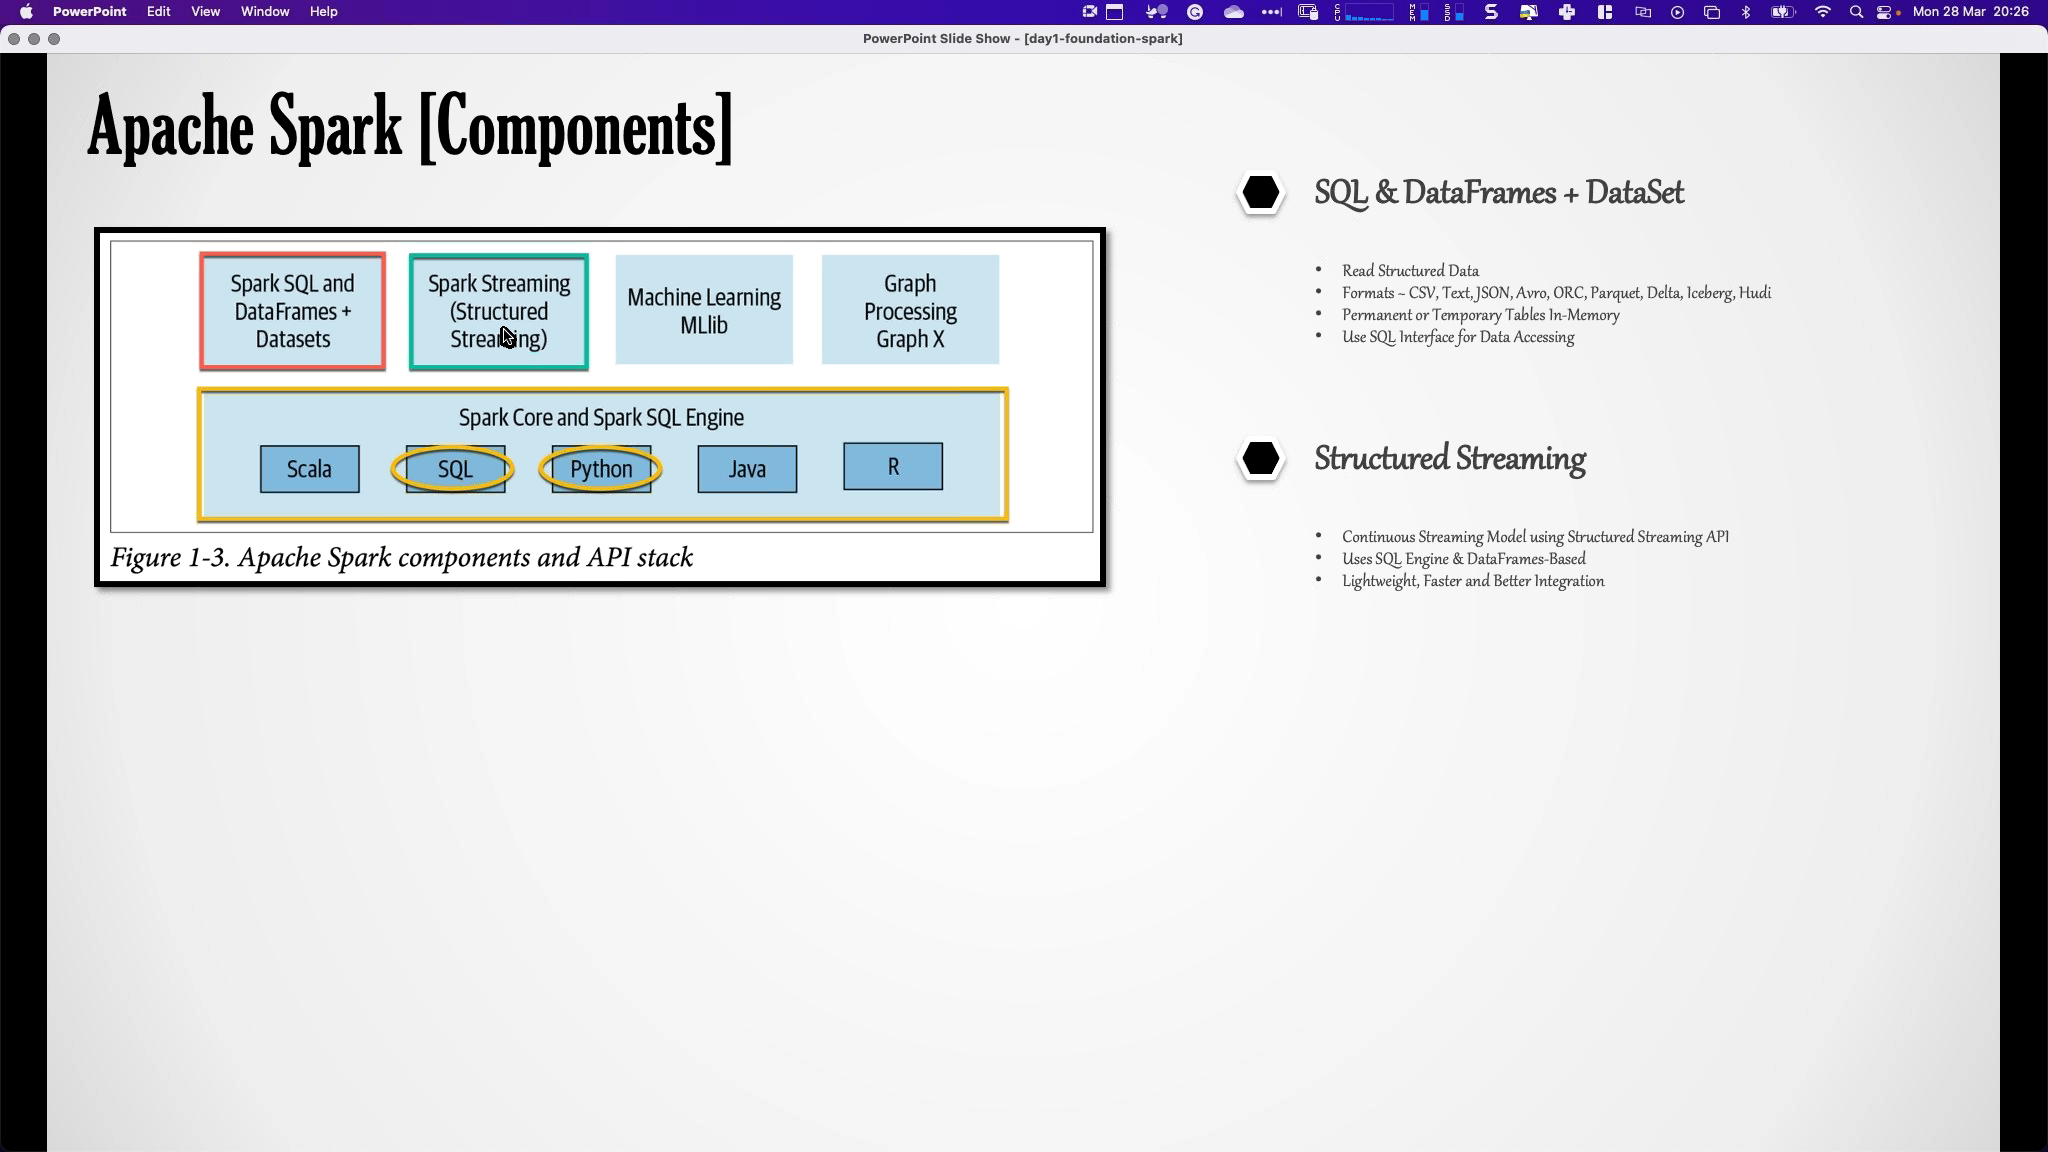 PowerPoint Edit View Window Help
CPU MEM SSD Mon 28 Mar 20:26
PowerPoint Slide Show - [day1-foundation-spark]
Apache Spark [Components]
Spark SQL and
DataFrames +
Datasets
Spark Streaming
(Structured
Streaming)
Machine Learning
MLlib
Graph
Processing
Graph X
Spark Core and Spark SQL Engine
Scala
SQL
Python
Java
R
Figure 1-3. Apache Spark components and API stack
SQL & DataFrames + DataSet
• Read Structured Data
• Formats ~ CSV, Text, JSON, Avro, ORC, Parquet, Delta, Iceberg, Hudi
• Permanent or Temporary Tables In-Memory
• Use SQL Interface for Data Accessing
Structured Streaming
• Continuous Streaming Model using Structured Streaming API
• Uses SQL Engine & DataFrames-Based
• Lightweight, Faster and Better Integration